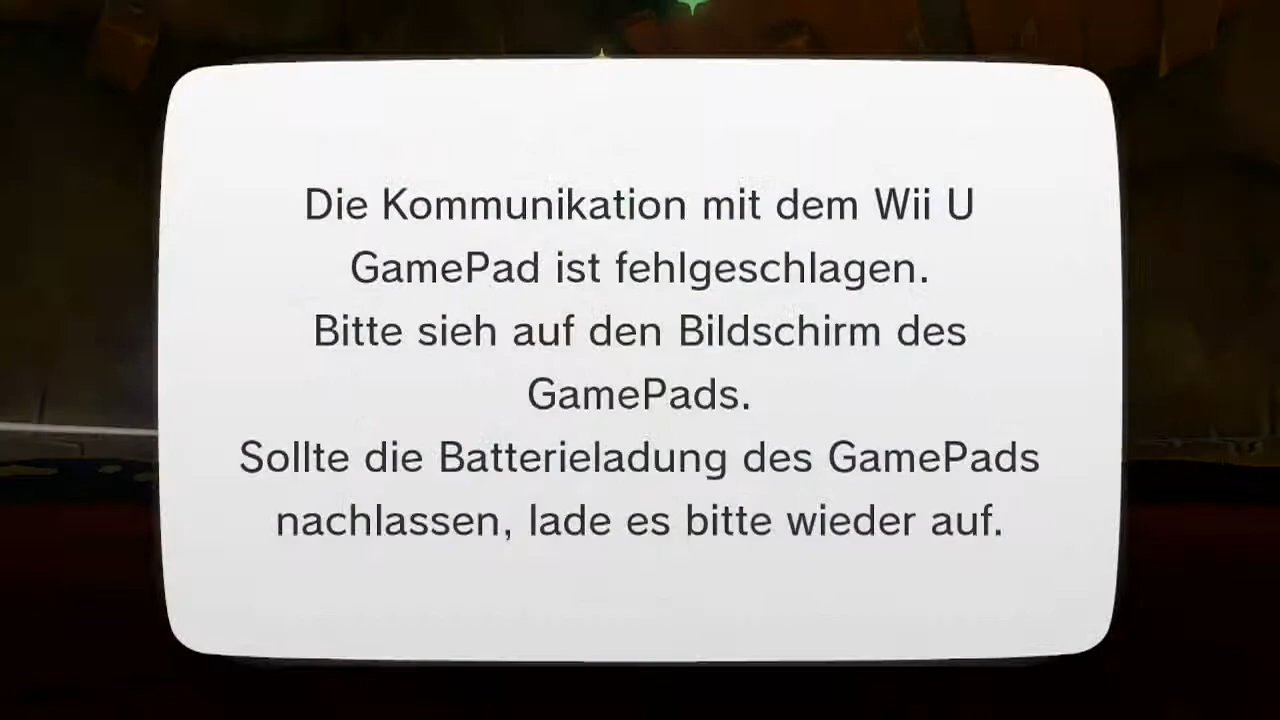 Die Kommunikation mit dem Wii U
GamePad ist fehlgeschlagen.
Bitte sieh auf den Bildschirm des
GamePads.
Sollte die Batterieladung des GamePads
nachlassen, lade es bitte wieder auf.